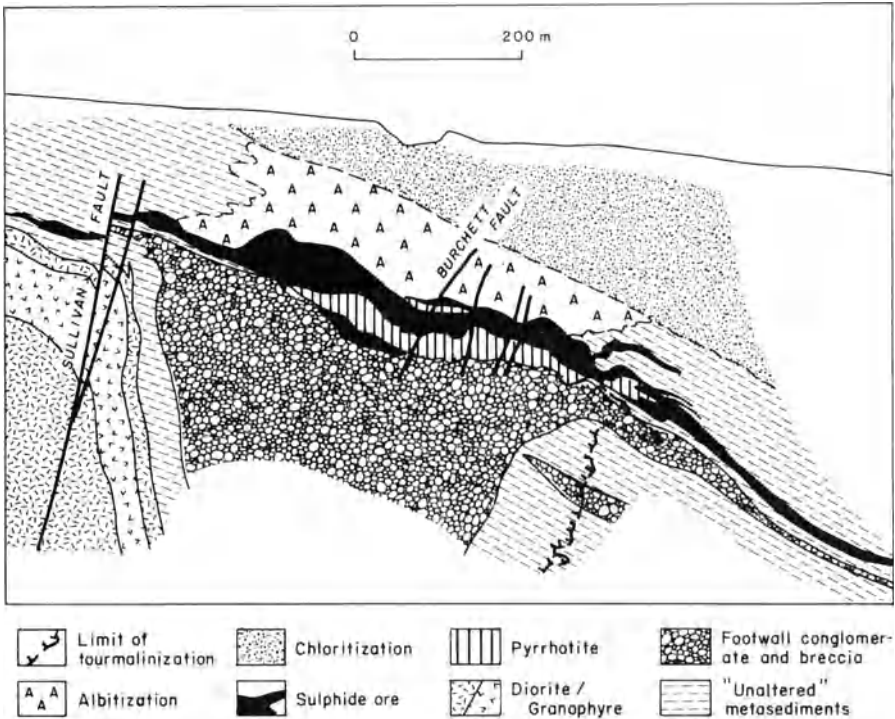 0 200 m
SULLIVAN FAULT
BURCHETT FAULT
A A A A A A A A A A A A A A A A A A A A A A A A A A A
Limit of
tourmalinization
Chloritization
Pyrrhotite
Footwall conglomer-
ate and breccia
A A
A A
A
Albitization
Sulphide ore
Diorite /
Granophyre
"Unaltered"
metasediments